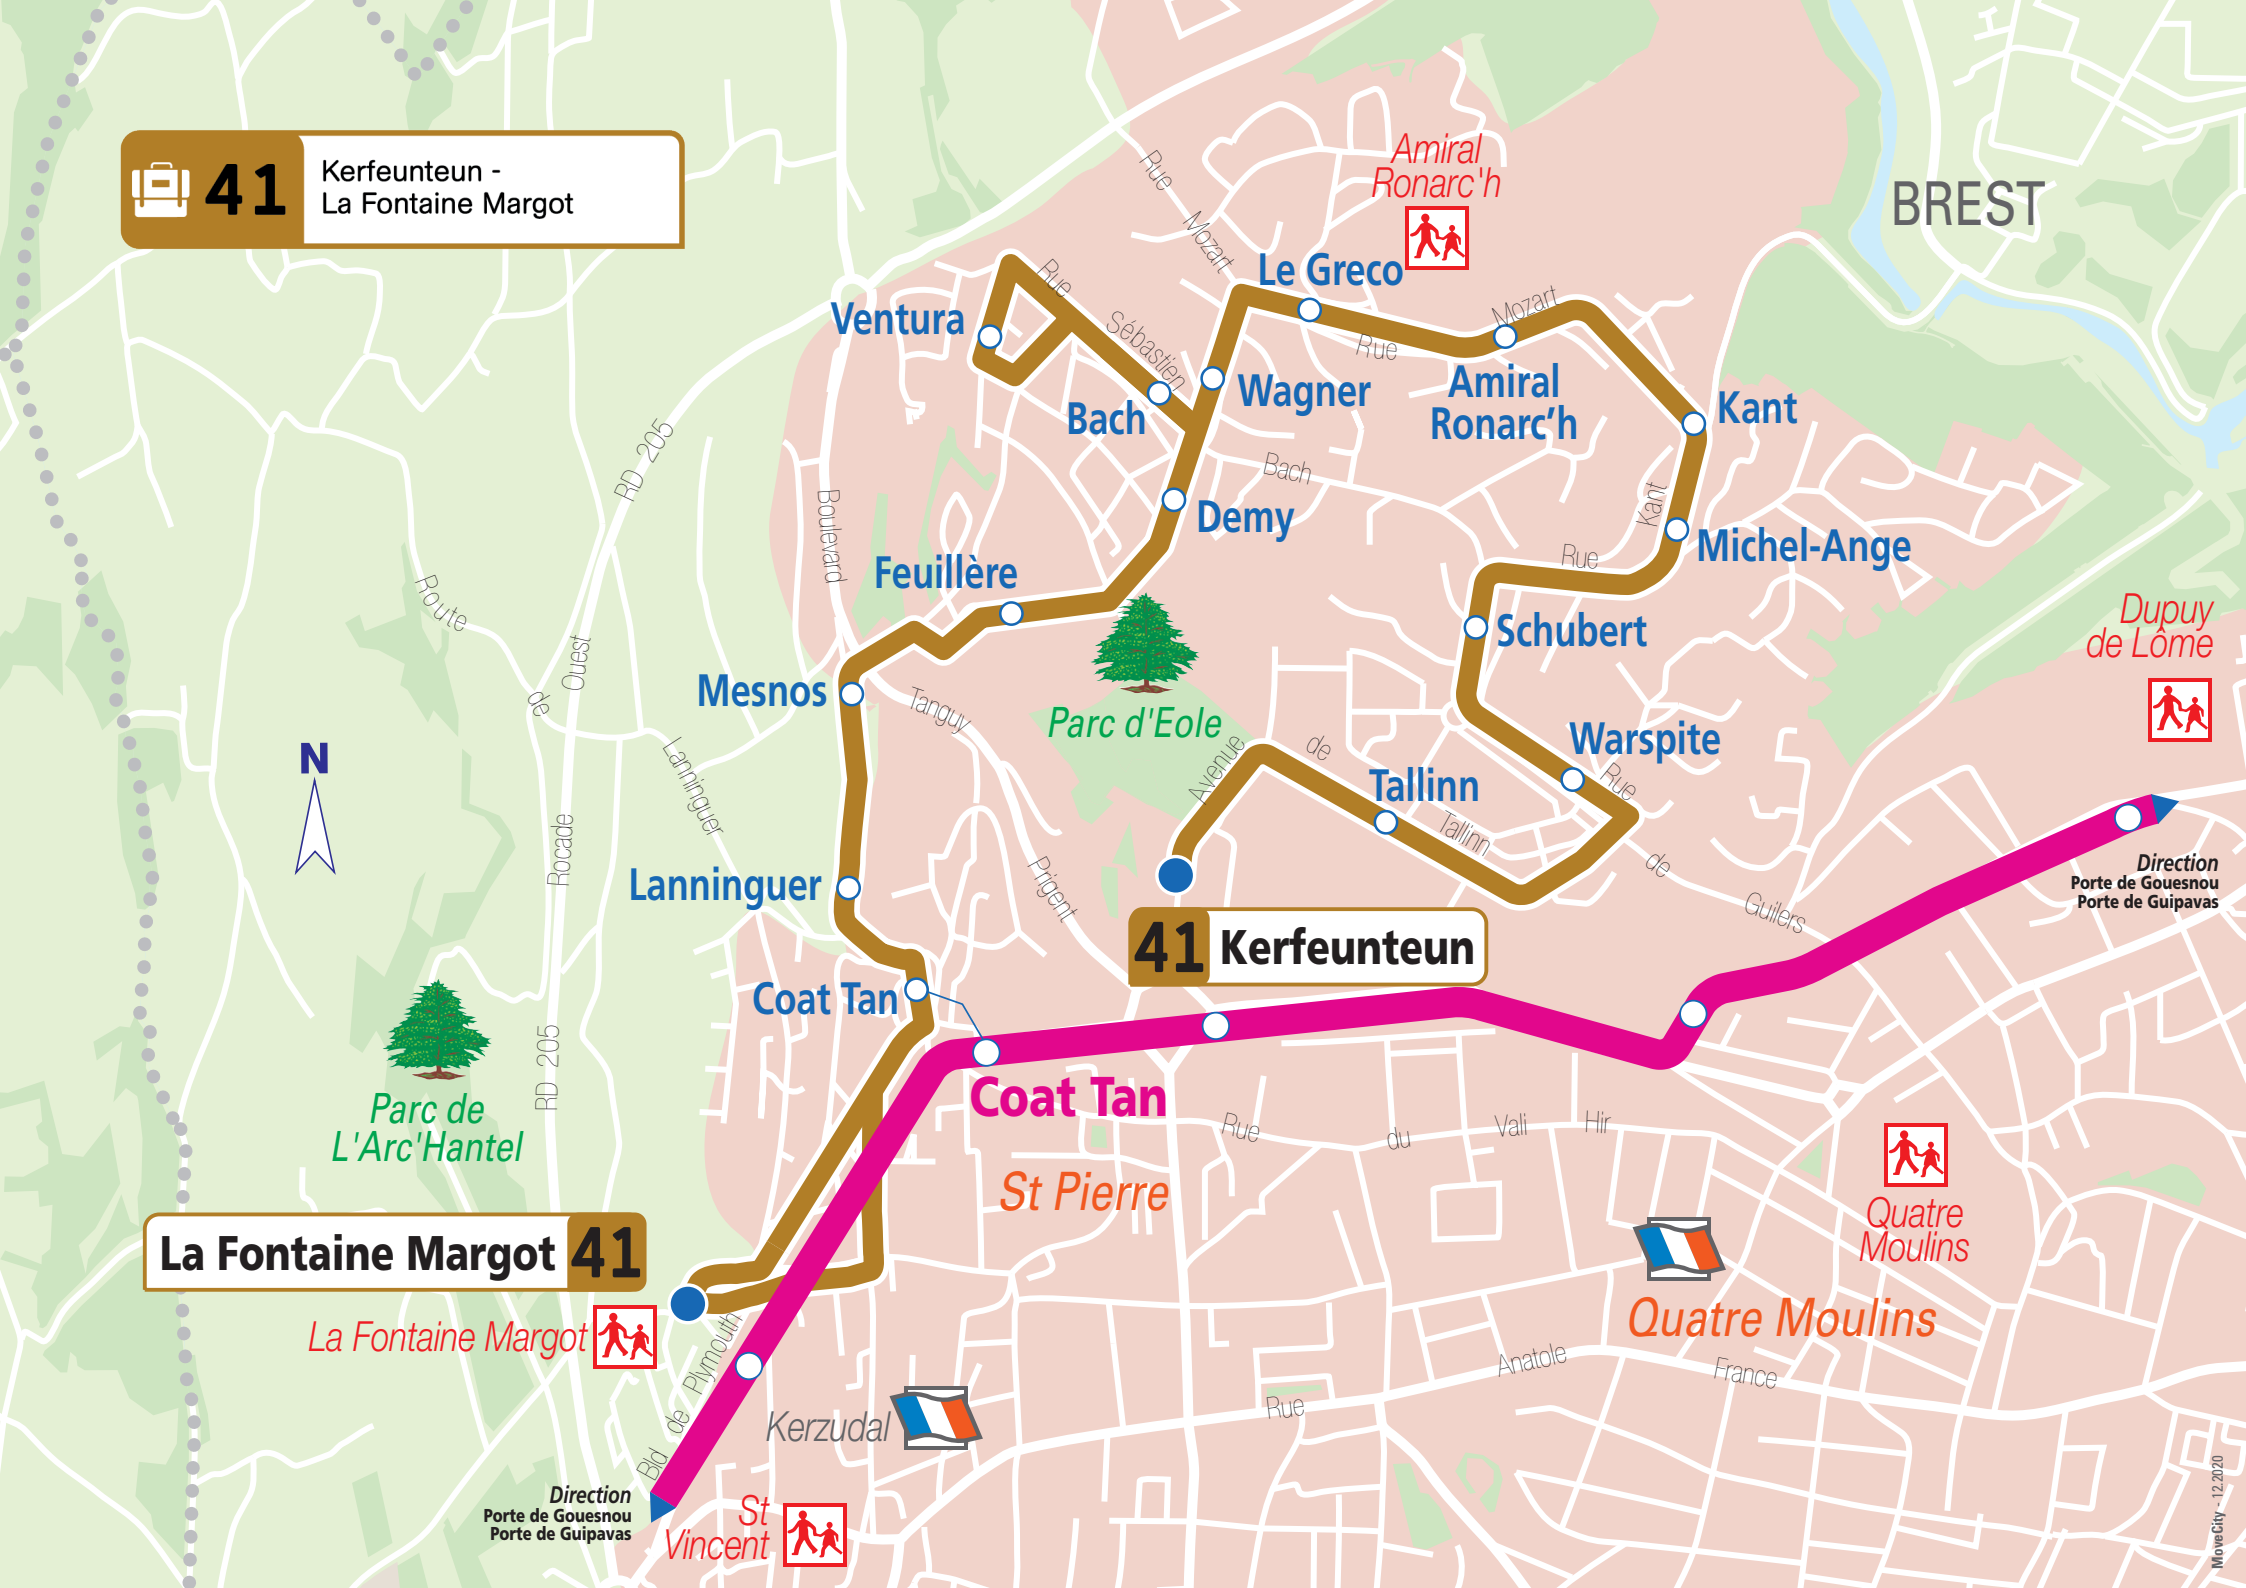 41
Kerfeunteun -
La Fontaine Margot
BREST
Amiral
Ronarc'h
Rue
Mozart
Le Greco
Ventura
Rue
Sébastien
Mozart
Rue
Wagner
Bach
Amiral
Ronarc’h
Kant
RD 205
Bach
Boulevard
Kant
Demy
Michel-Ange
Rue
Feuillère
Route
de
Ouest
Schubert
Dupuy
de Lôme
Mesnos
Tanguy
Parc d'Eole
Warspite
N
Lanninguer
Avenue
de
Tallinn
Rue
Tallinn
Rocade
Prigent
de
Guilers
Direction
Porte de Gouesnou
Porte de Guipavas
Lanninguer
41 Kerfeunteun
Coat Tan
RD 205
Coat Tan
Parc de
L'Arc'Hantel
Rue
du
Vali
Hir
St Pierre
Quatre
Moulins
La Fontaine Margot 41
Quatre Moulins
La Fontaine Margot
Bld de Plymouth
Anatole
France
Rue
Kerzudal
Direction
Porte de Gouesnou
Porte de Guipavas
St
Vincent
MoveCity - 12.2020